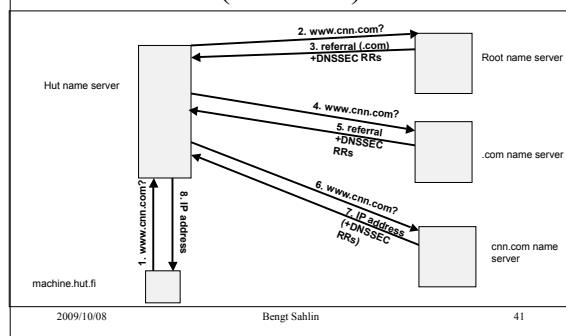 2. www.cnn.com?
3. referral (.com)
+DNSSEC RRs
Root name server
Hut name server
4. www.cnn.com?
5. referral
+DNSSEC
RRs
.com name server
6. www.cnn.com?
7. IP address
(+DNSSEC
RRs)
cnn.com name
server
1. www.cnn.com?
8. IP address
machine.hut.fi
2009/10/08
Bengt Sahlin
41